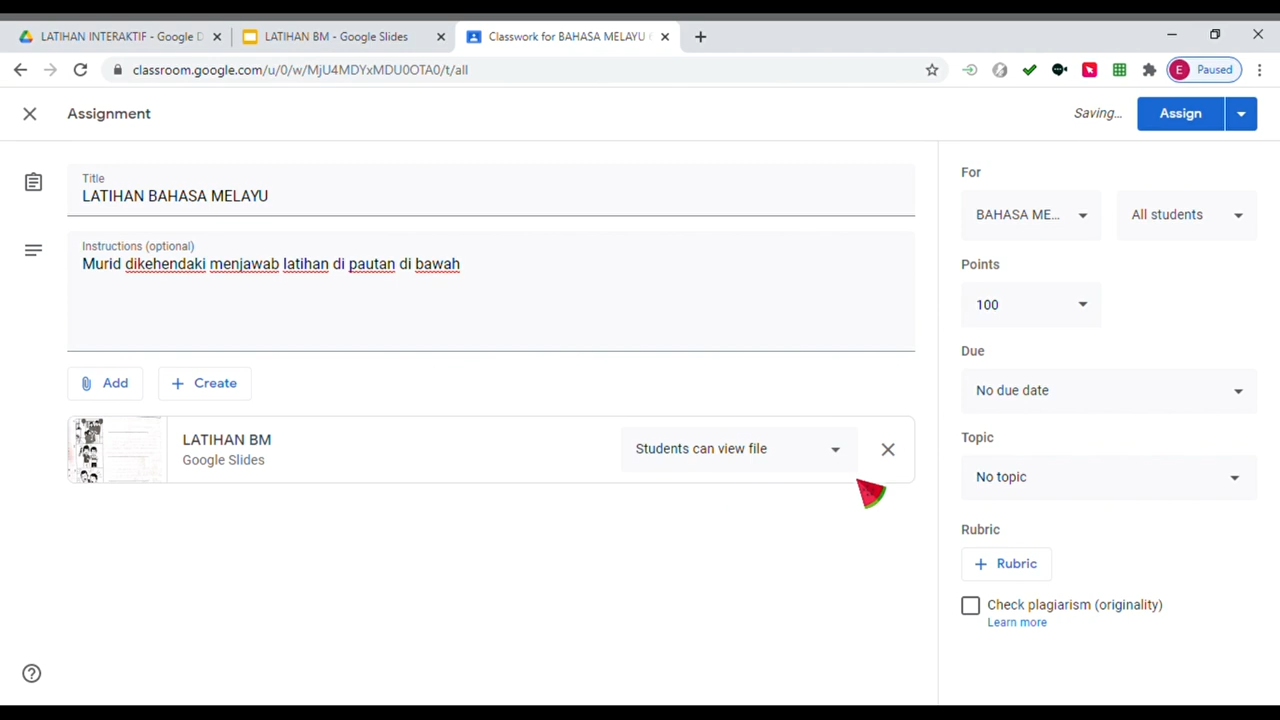 LATIHAN INTERAKTIF - Google D
LATIHAN BM - Google Slides
Classwork for BAHASA MELAYU
classroom.google.com/u/0/w/MjU4MDYxMDU0OTA0/t/all
E Paused
Assignment
Saving...
Assign
Title
LATIHAN BAHASA MELAYU
Instructions (optional)
Murid dikehendaki menjawab latihan di pautan di bawah
Add
Create
LATIHAN BM
Google Slides
Students can view file
For
BAHASA ME...
All students
Points
100
Due
No due date
Topic
No topic
Rubric
+ Rubric
Check plagiarism (originality)
Learn more